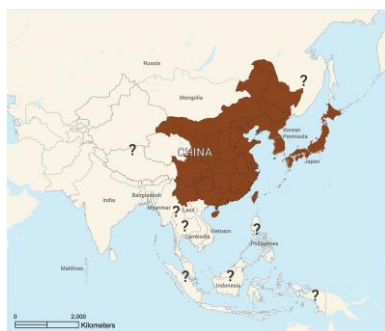 Russia
?
Mongolia
Korean
Peninsula
CHINA
Japan
?
Bangladesh
India
Myanmar
?
Laos
?
Vietnam
Cambodia
?
Philippines
Maldives
?
?
Indonesia
?
0
2,000
Kilometers